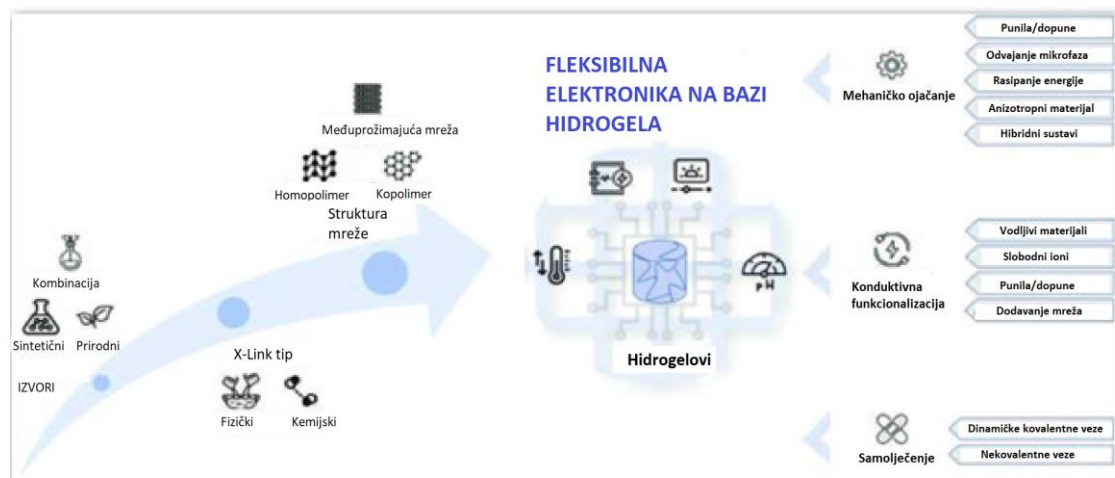 FLEKSIBILNA
ELEKTRONIKA NA BAZI
HIDROGELA
Međuprožimajuća mreža
Homopolimer
Kopolimer
Struktura
mreže
Kombinacija
Sintetični
Prirodni
IZVORI
X-Link tip
Fizički
Kemijski
pH
Hidrogelovi
Mehaničko ojačanje
Punila/dopune
Odvajanje mikrofaza
Rasipanje energije
Anizotropni materijal
Hibridni sustavi
Konduktivna
funkcionalizacija
Vodljivi materijali
Slobodni ioni
Punila/dopune
Dodavanje mreža
Samolječenje
Dinamičke kovalentne veze
Nekovalentne veze